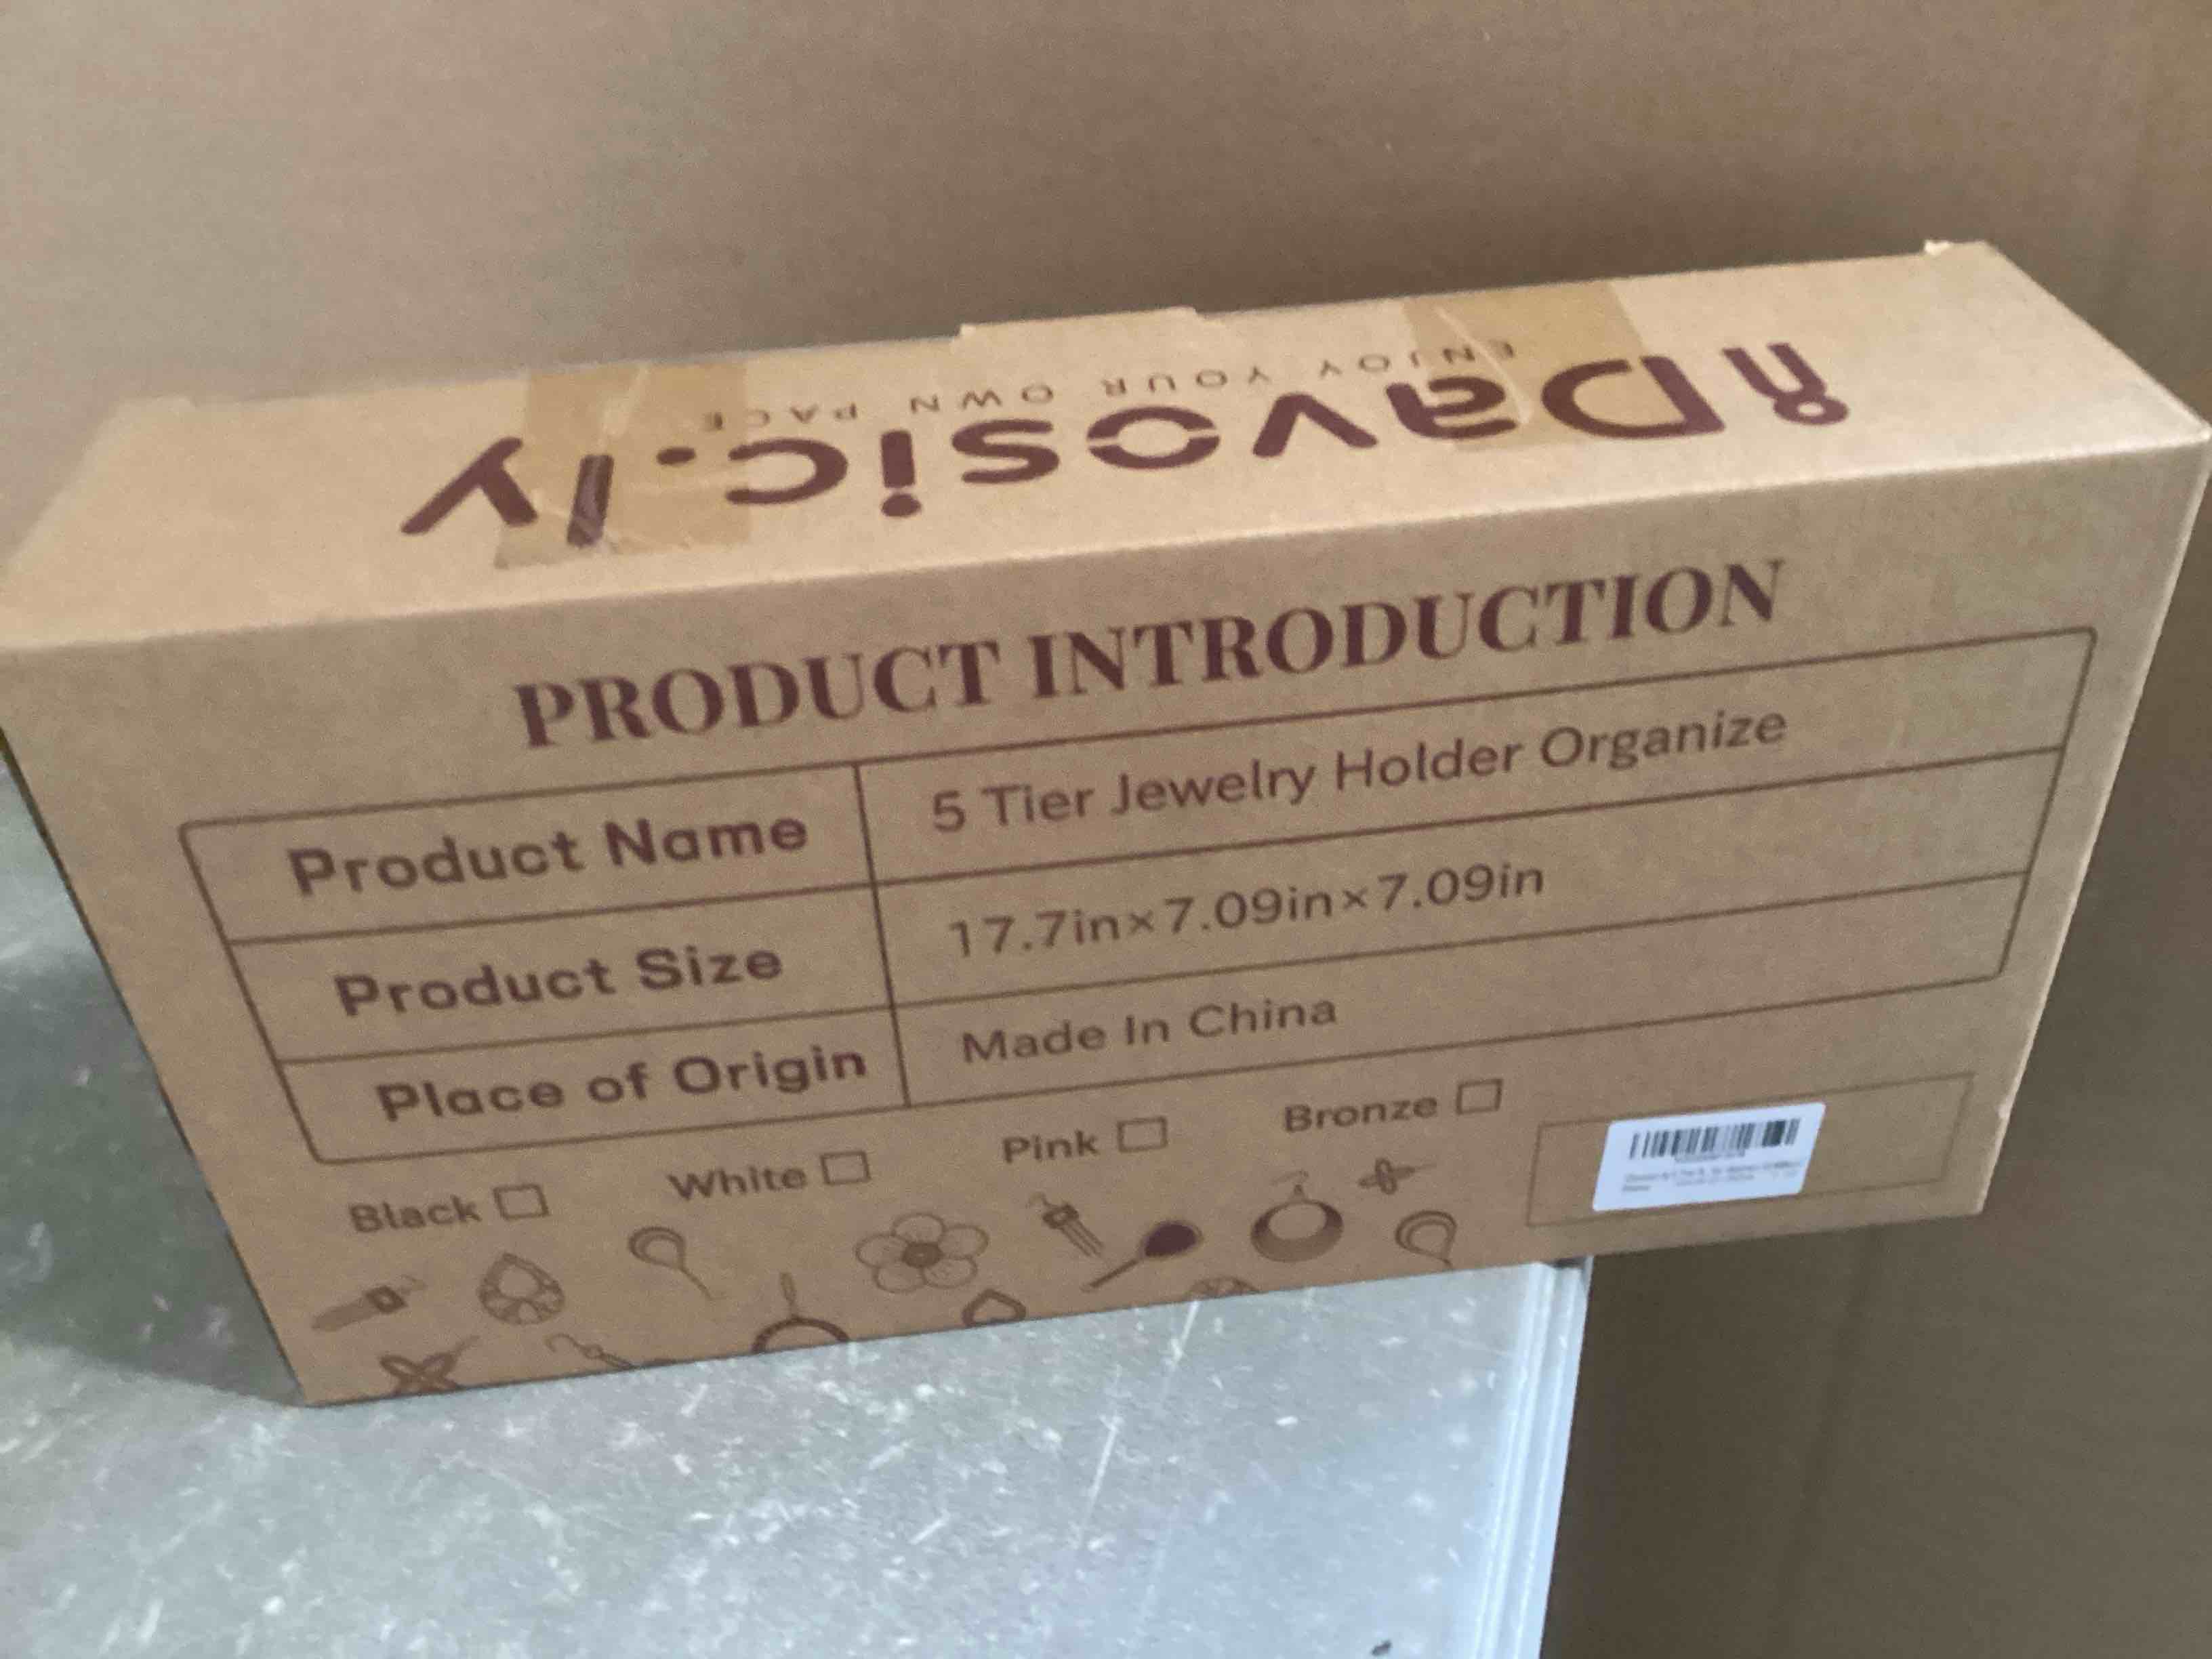 Davosic.ly
ENJOY YOUR OWN PACE
PRODUCT INTRODUCTION
Product Name 5 Tier Jewelry Holder Organize
Product Size 17.7in×7.09in×7.09in
Place of Origin Made In China
Black White Pink Bronze